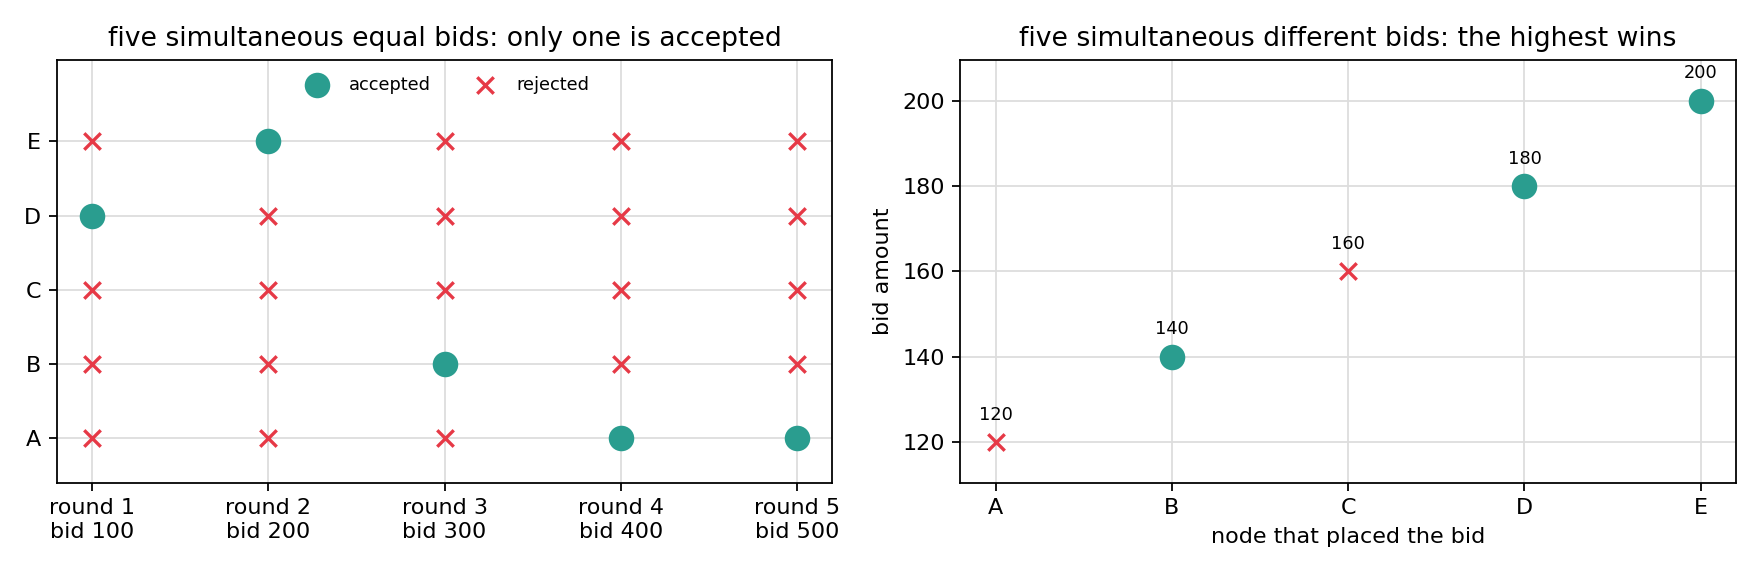 five simultaneous equal bids: only one is accepted
accepted
rejected
E
D
C
B
A
round 1
bid 100
round 2
bid 200
round 3
bid 300
round 4
bid 400
round 5
bid 500
five simultaneous different bids: the highest wins
bid amount
200
180
160
140
120
120
140
160
180
200
A
B
C
D
E
node that placed the bid